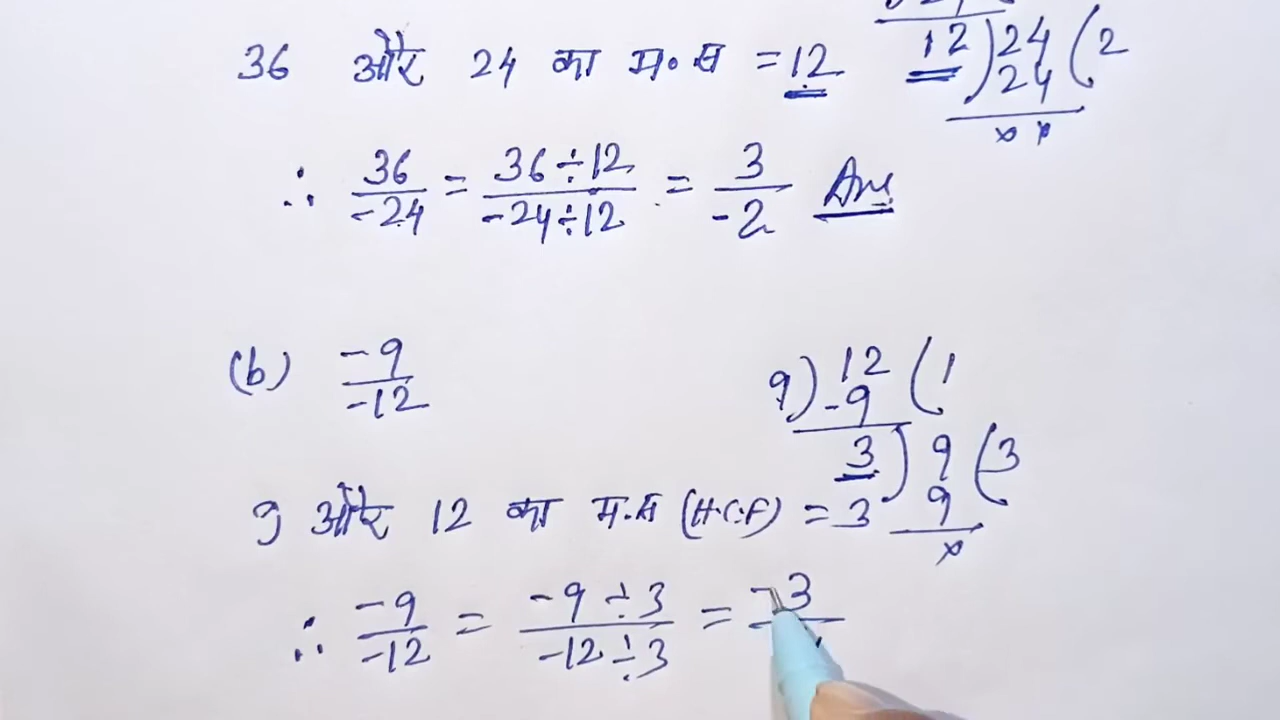 36 और 24 का म॰स = 12
12) 24 (2
24
× ×
∴ 36/-24 = 36÷12/-24÷12 = 3/-2 Ans
(b) -9/-12
9) 12 (1
-9
3) 9 (3
9
×
9 और 12 का म.स (H.C.F) = 3
∴ -9/-12 = -9÷3/-12÷3 = -3